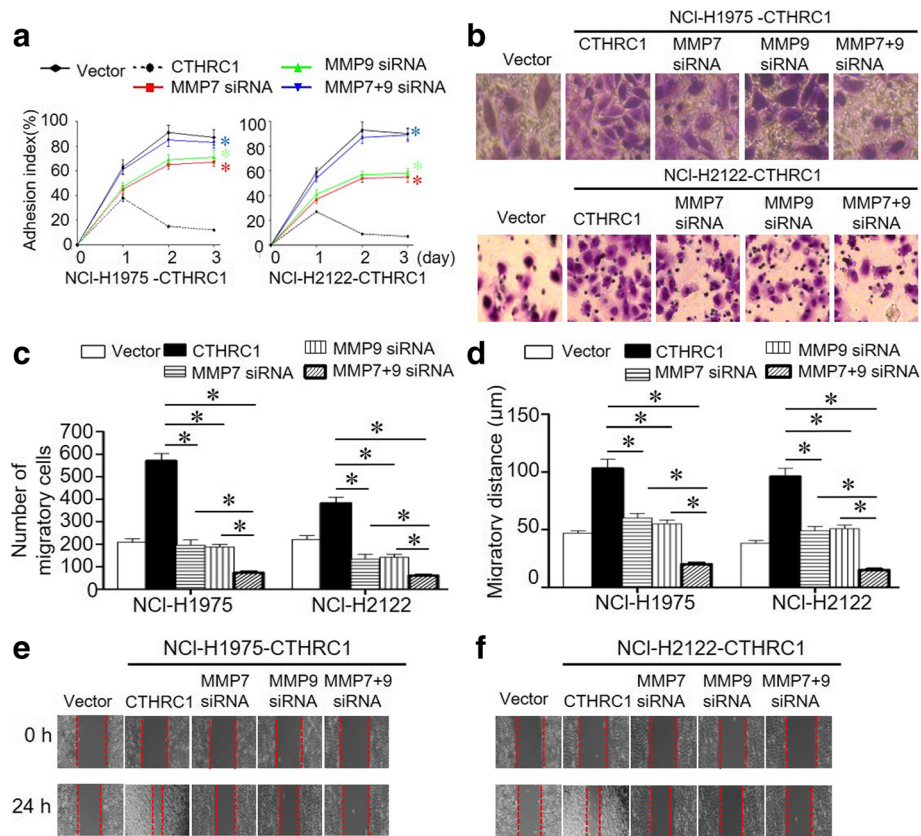 a
Vector
CTHRC1
MMP9 siRNA
MMP7 siRNA
MMP7+9 siRNA
Adhesion index(%)
100
80
60
40
20
0
*
*
*
0 1 2 3
NCI-H1975 -CTHRC1
100
80
60
40
20
0
*
*
*
0 1 2 3 (day)
NCI-H2122-CTHRC1
b
NCI-H1975 -CTHRC1
Vector
CTHRC1
MMP7 siRNA
MMP9 siRNA
MMP7+9 siRNA
NCI-H2122-CTHRC1
Vector
CTHRC1
MMP7 siRNA
MMP9 siRNA
MMP7+9 siRNA
c
Vector
CTHRC1
MMP9 siRNA
MMP7 siRNA
MMP7+9 siRNA
Number of
migratory cells
700
600
500
400
300
200
100
0
* * * * *
* * * * *
NCI-H1975
NCI-H2122
d
Vector
CTHRC1
MMP9 siRNA
MMP7 siRNA
MMP7+9 siRNA
Migratory distance (µm)
150
100
50
0
* * * * *
* * * * *
NCI-H1975
NCI-H2122
e
NCI-H1975-CTHRC1
Vector
CTHRC1
MMP7 siRNA
MMP9 siRNA
MMP7+9 siRNA
0 h
24 h
f
NCI-H2122-CTHRC1
Vector
CTHRC1
MMP7 siRNA
MMP9 siRNA
MMP7+9 siRNA